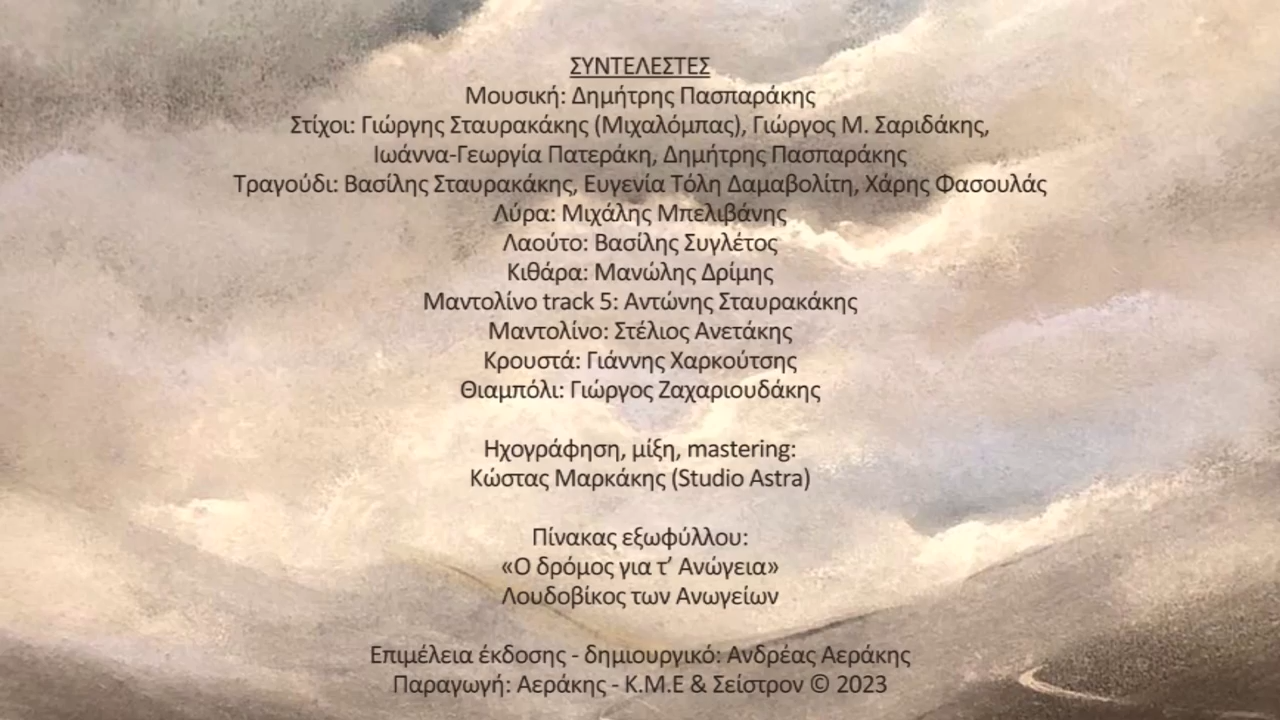 ΣΥΝΤΕΛΕΣΤΕΣ
Μουσική: Δημήτρης Πασπαράκης
Στίχοι: Γιώργης Σταυρακάκης (Μιχαλόμπας), Γιώργος Μ. Σαριδάκης,
Ιωάννα-Γεωργία Πατεράκη, Δημήτρης Πασπαράκης
Τραγούδι: Βασίλης Σταυρακάκης, Ευγενία Τόλη Δαμαβολίτη, Χάρης Φασουλάς
Λύρα: Μιχάλης Μπελιβάνης
Λαούτο: Βασίλης Συγλέτος
Κιθάρα: Μανώλης Δρίμης
Μαντολίνο track 5: Αντώνης Σταυρακάκης
Μαντολίνο: Στέλιος Ανετάκης
Κρουστά: Γιάννης Χαρκούτσης
Θιαμπόλι: Γιώργος Ζαχαριουδάκης
Ηχογράφηση, μίξη, mastering:
Κώστας Μαρκάκης (Studio Astra)
Πίνακας εξωφύλλου:
«Ο δρόμος για τ’ Ανώγεια»
Λουδοβίκος των Ανωγείων
Επιμέλεια έκδοσης - δημιουργικό: Ανδρέας Αεράκης
Παραγωγή: Αεράκης - Κ.Μ.Ε & Σείστρον © 2023